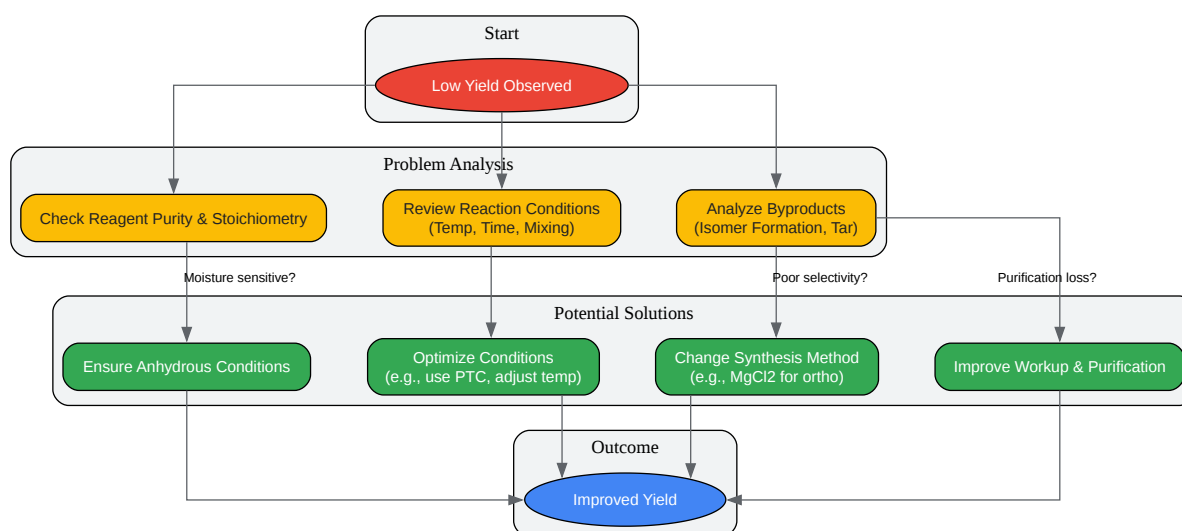 Start
Low Yield Observed
Problem Analysis
Check Reagent Purity & Stoichiometry
Review Reaction Conditions
(Temp, Time, Mixing)
Analyze Byproducts
(Isomer Formation, Tar)
Moisture sensitive?
Poor selectivity?
Purification loss?
Potential Solutions
Ensure Anhydrous Conditions
Optimize Conditions
(e.g., use PTC, adjust temp)
Change Synthesis Method
(e.g., MgCl2 for ortho)
Improve Workup & Purification
Outcome
Improved Yield